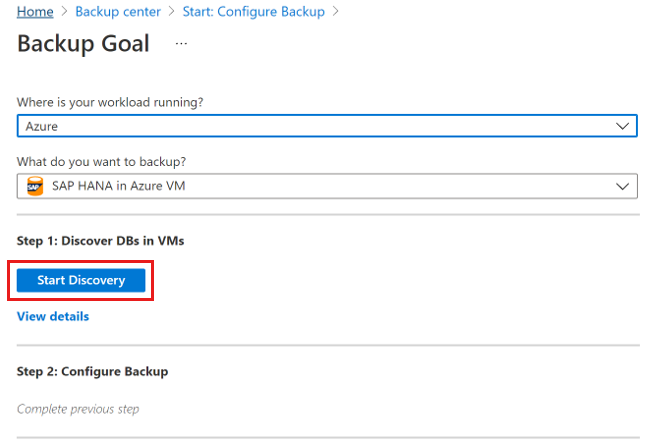 Home > Backup center > Start: Configure Backup >
Backup Goal ...
Where is your workload running?
Azure
What do you want to backup?
SAP SAP HANA in Azure VM
Step 1: Discover DBs in VMs
Start Discovery
View details
Step 2: Configure Backup
Complete previous step